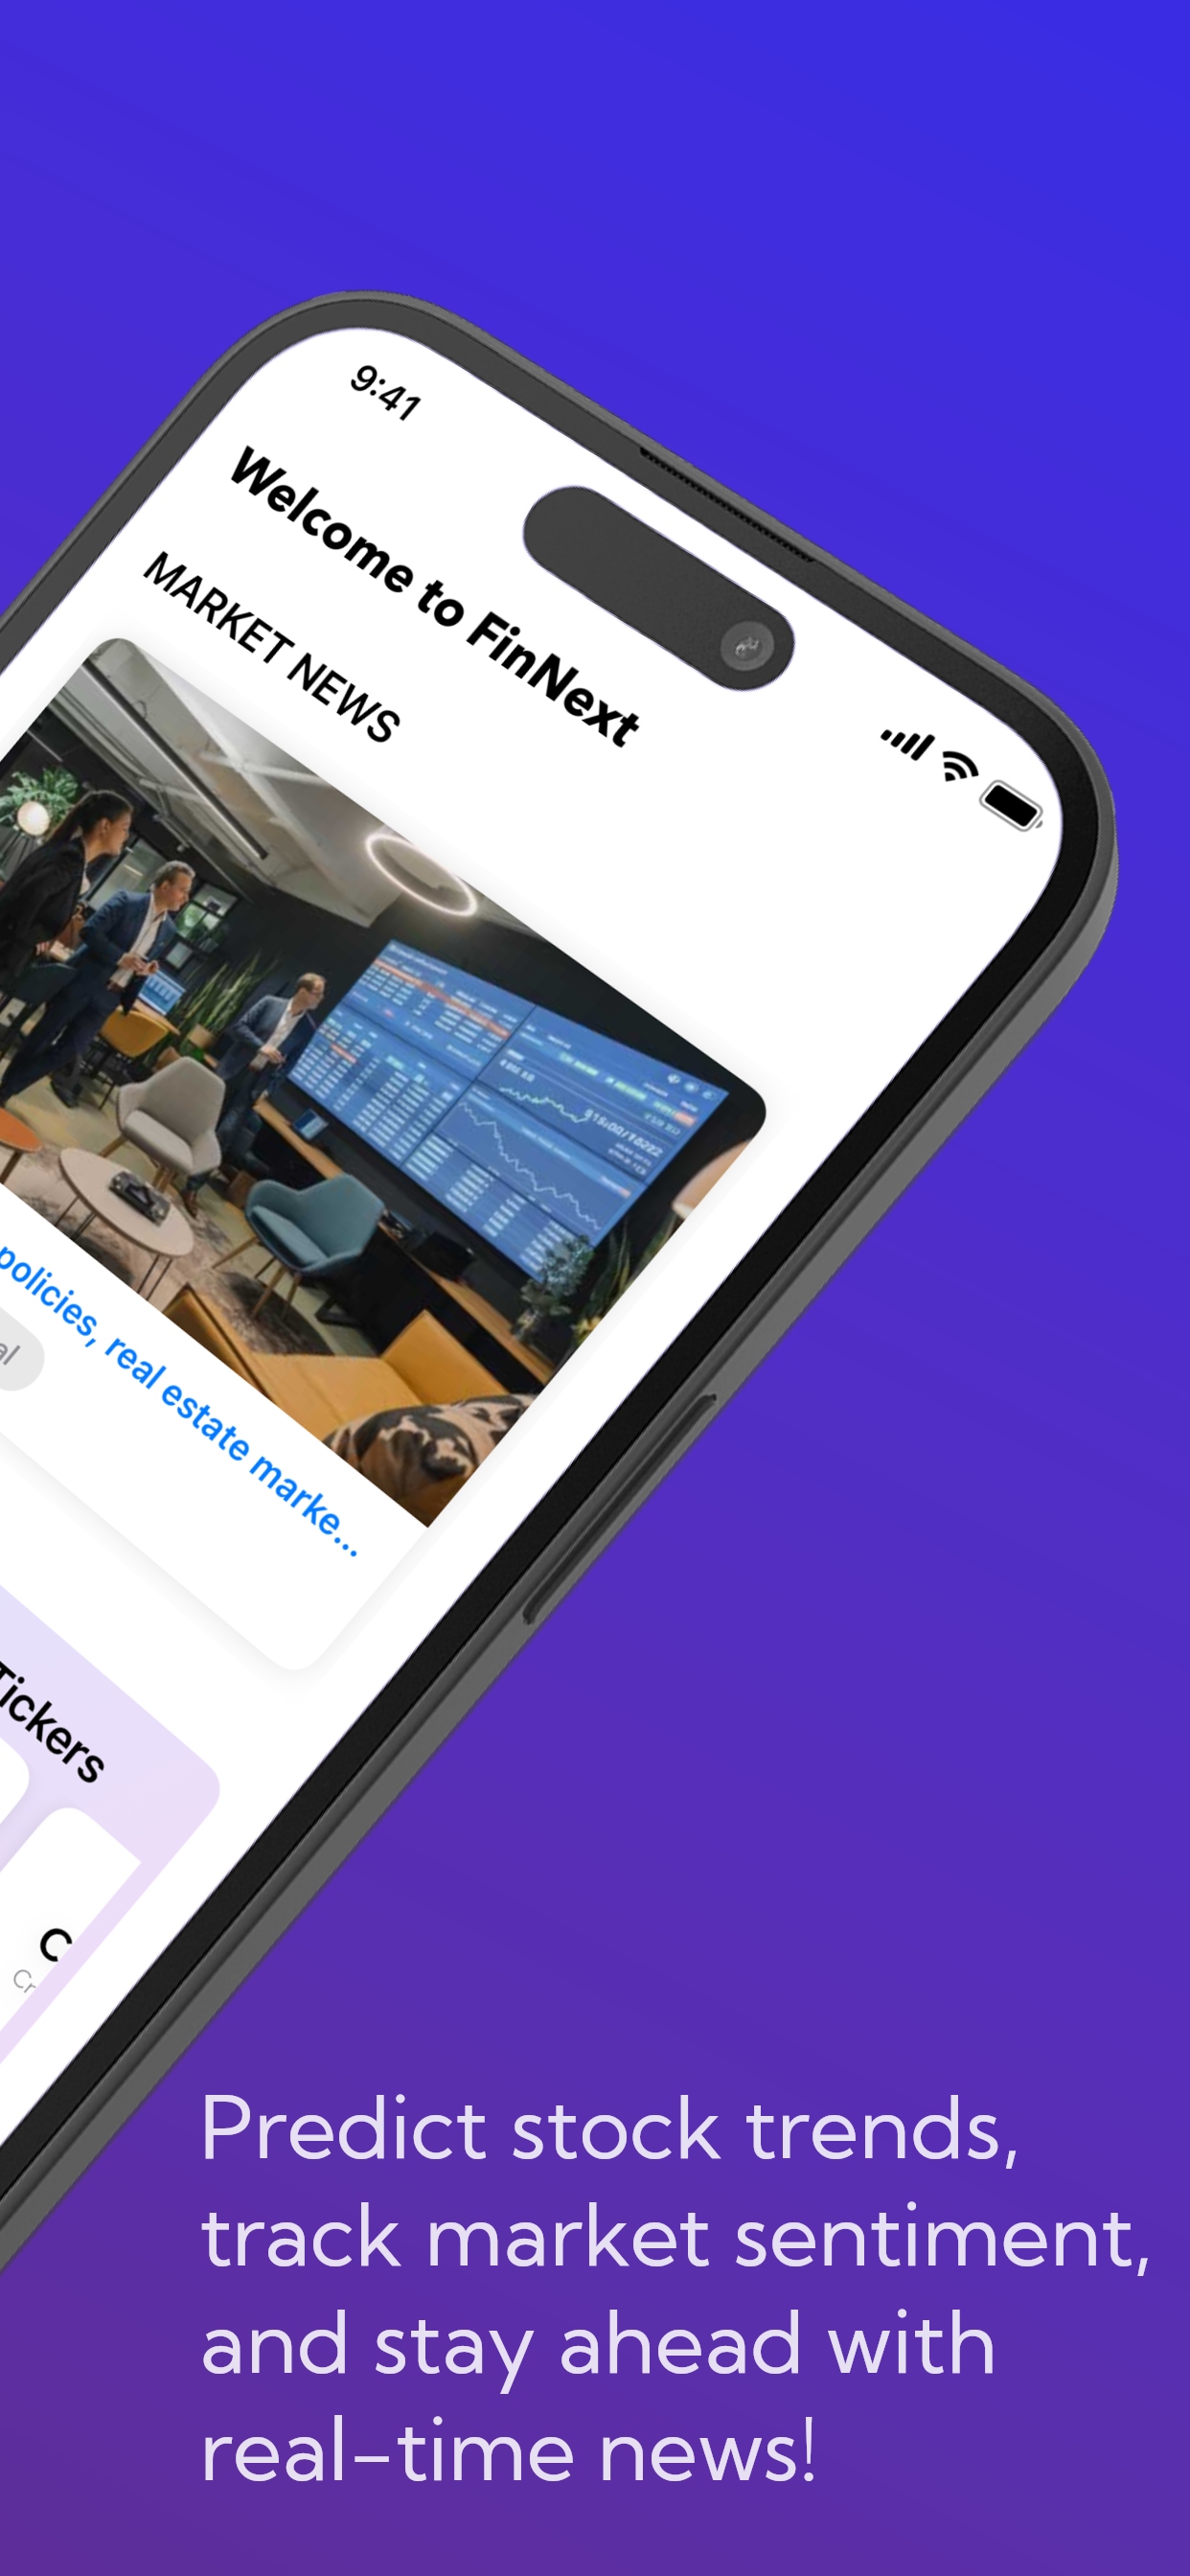 9:41
Welcome to FinNext
MARKET NEWS
policies, real estate marke...
al
Tickers
C
Cr
Predict stock trends,
track market sentiment,
and stay ahead with
real-time news!